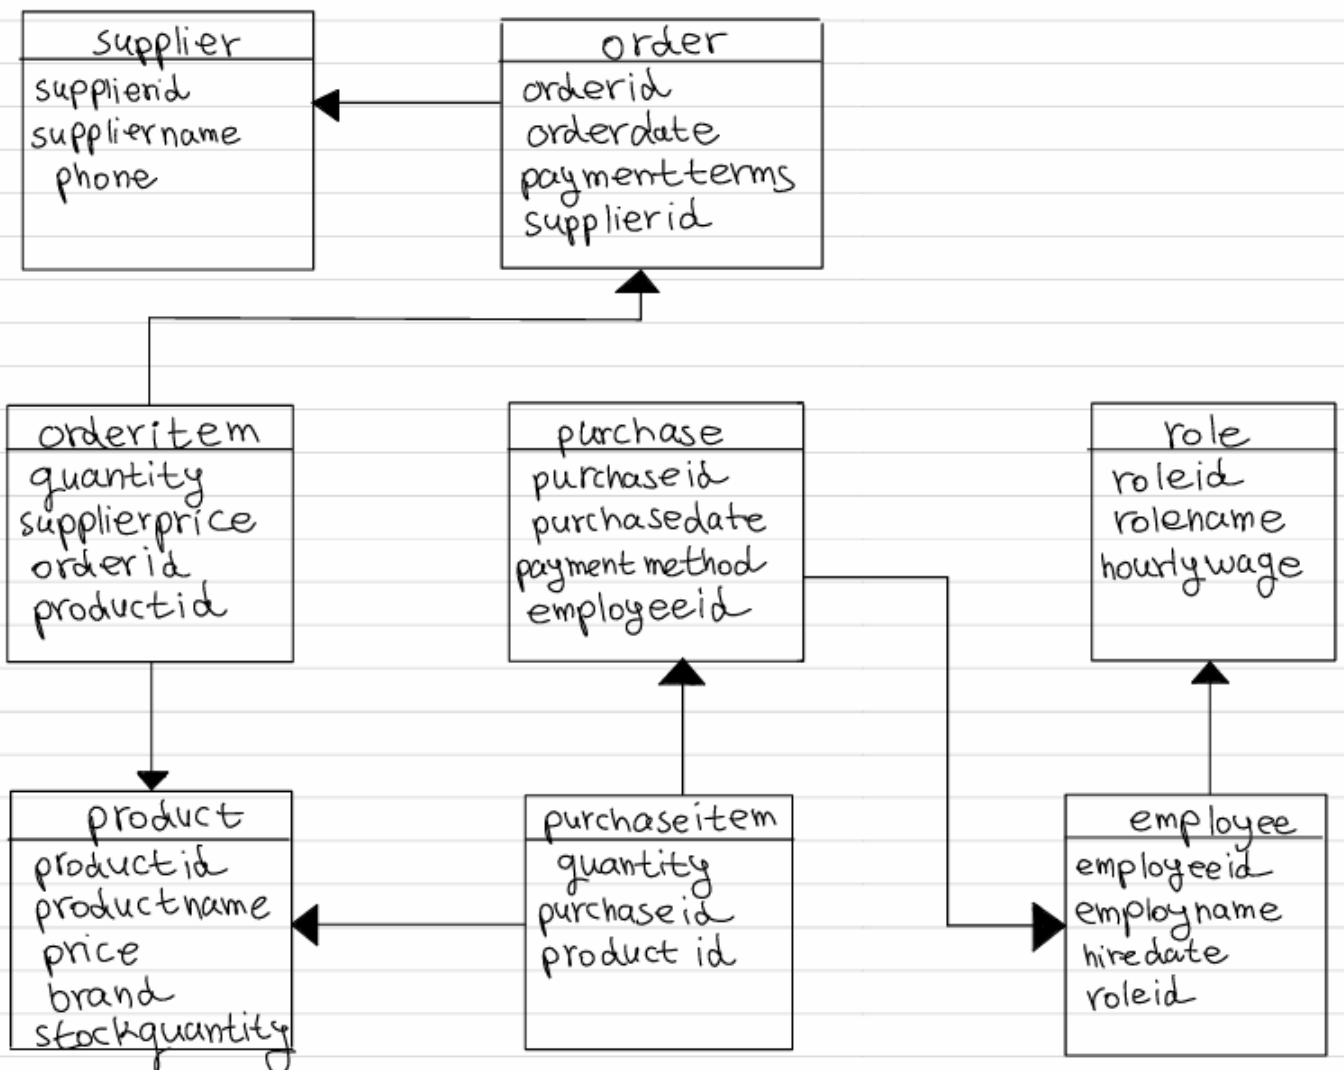 supplier
supplierid
suppliername
phone
order
orderid
orderdate
paymentterms
supplierid
orderitem
quantity
supplierprice
orderid
productid
purchase
purchaseid
purchasedate
payment method
employeeid
role
roleid
rolename
hourlywage
product
productid
productname
price
brand
stockquantity
purchaseitem
quantity
purchaseid
product id
employee
employeeid
employname
hiredate
roleid